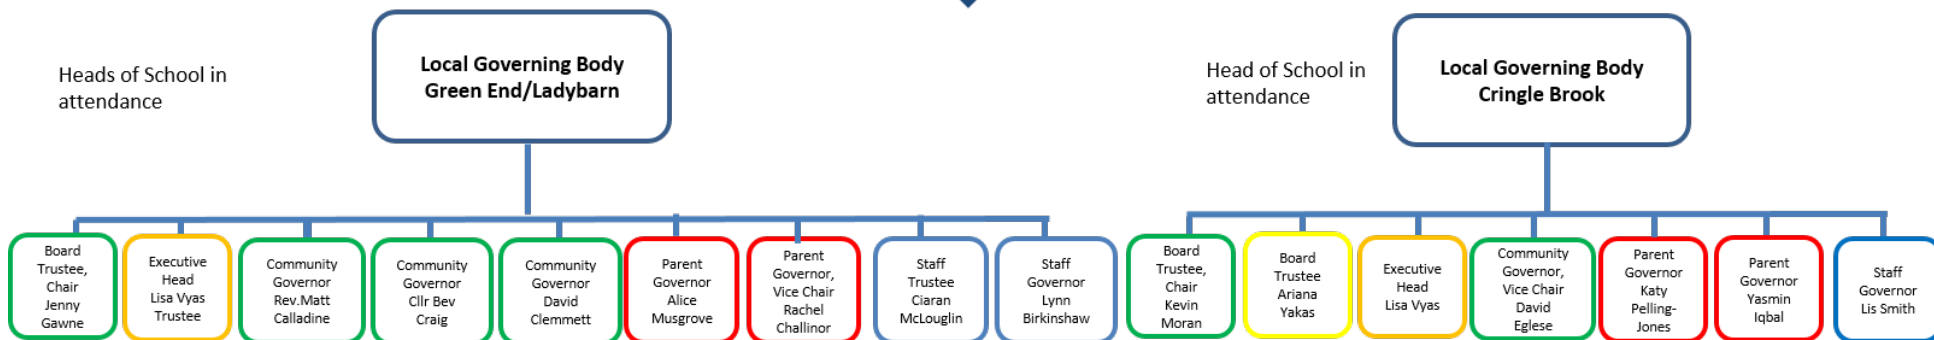 Heads of School in
attendance
Local Governing Body
Green End/Ladybarn
Head of School in
attendance
Local Governing Body
Cringle Brook
Board
Trustee,
Chair
Jenny
Gawne
Executive
Head
Lisa Vyas
Trustee
Community
Governor
Rev.Matt
Calladine
Community
Governor
Cllr Bev
Craig
Community
Governor
David
Clemmett
Parent
Governor
Alice
Musgrove
Parent
Governor,
Vice Chair
Rachel
Challinor
Staff
Trustee
Ciaran
McLouglin
Staff
Governor
Lynn
Birkinshaw
Board
Trustee,
Chair
Kevin
Moran
Board
Trustee
Ariana
Yakas
Executive
Head
Lisa Vyas
Community
Governor,
Vice Chair
David
Eglese
Parent
Governor
Katy
Pelling-
Jones
Parent
Governor
Yasmin
Iqbal
Staff
Governor
Lis Smith